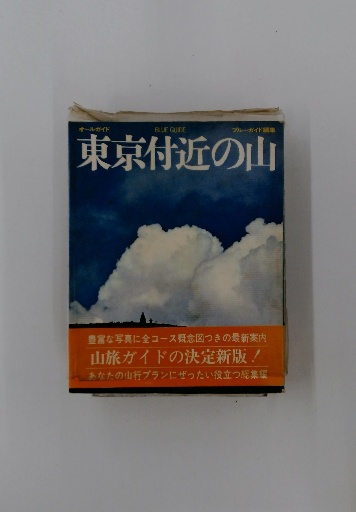 オールガイド
BLUE GUIDE
ブルーガイド編集
東京付近の山
豊富な写真に全コース概念図つきの最新案内
山旅ガイドの決定新版!
あなたの山行プランにぜったい役立つ総集篇